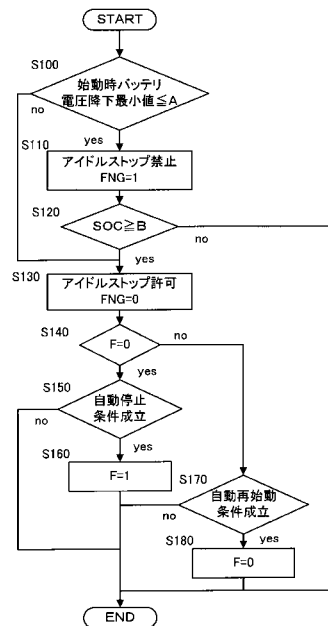 START
S100
始動時バッテリ
電圧降下最小値≦A
no
yes
S110
アイドルストップ禁止
FNG=1
S120
SOC≧B
no
yes
S130
アイドルストップ許可
FNG=0
S140
F=0
no
yes
S150
自動停止
条件成立
no
yes
S160
F=1
S170
自動再始動
条件成立
no
yes
S180
F=0
END